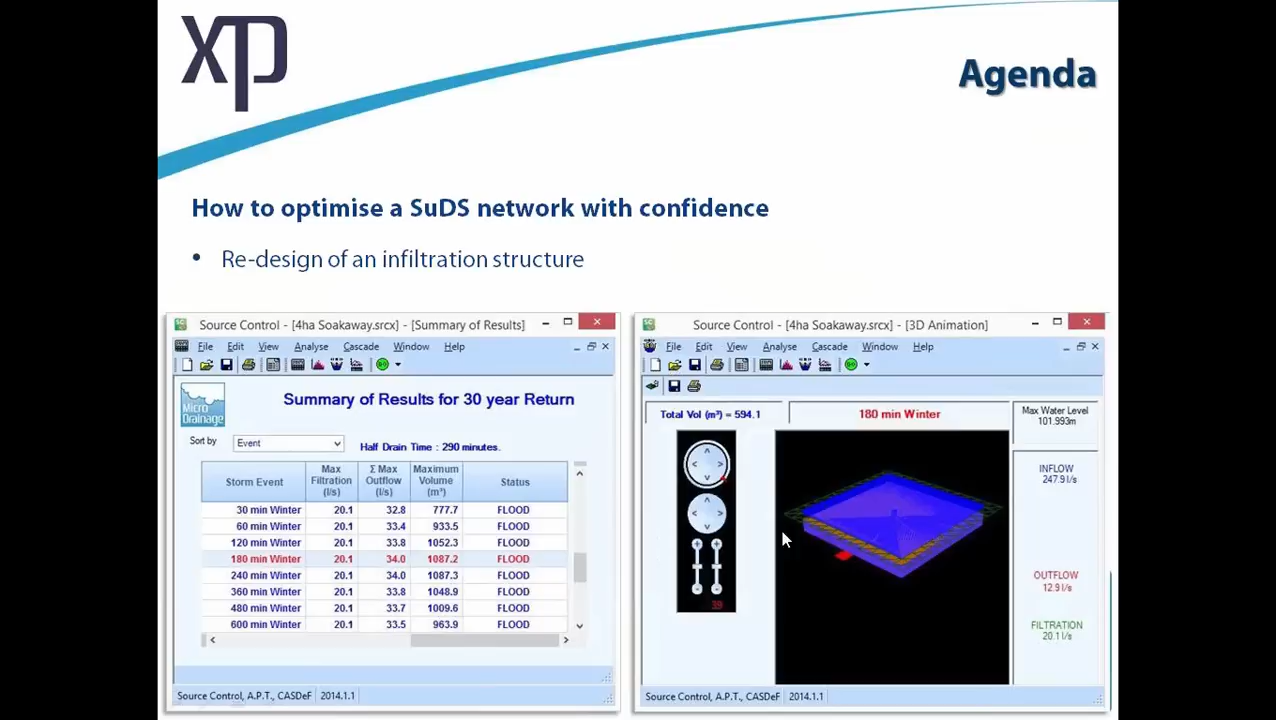 xp
Agenda
How to optimise a SuDS network with confidence
• Re-design of an infiltration structure
Source Control - [4ha Soakaway.srcx] - [Summary of Results]
File Edit View Analyse Cascade Window Help
Micro Drainage
Summary of Results for 30 year Return
Sort by Event
Half Drain Time : 290 minutes.
Storm Event Max Filtration (l/s) Σ Max Outflow (l/s) Maximum Volume (m³) Status
30 min Winter 20.1 32.8 777.7 FLOOD
60 min Winter 20.1 33.4 933.5 FLOOD
120 min Winter 20.1 33.8 1052.3 FLOOD
180 min Winter 20.1 34.0 1087.2 FLOOD
240 min Winter 20.1 34.0 1087.3 FLOOD
360 min Winter 20.1 33.8 1048.9 FLOOD
480 min Winter 20.1 33.7 1009.6 FLOOD
600 min Winter 20.1 33.5 963.9 FLOOD
Source Control, A.P.T., CASDeF 2014.1.1
Source Control - [4ha Soakaway.srcx] - [3D Animation]
File Edit View Analyse Cascade Window Help
Total Vol (m³) = 594.1
180 min Winter
Max Water Level
101.993m
INFLOW
247.9 l/s
OUTFLOW
12.9 l/s
FILTRATION
20.1 l/s
39
Source Control, A.P.T., CASDeF 2014.1.1